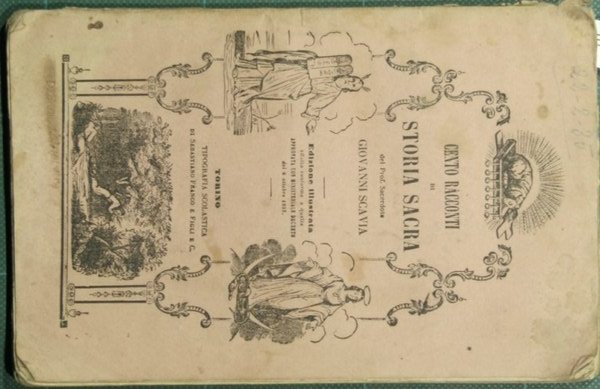 CENTO RACCONTI
DI
STORIA SACRA
del Prof. Sacerdote
GIOVANNI SCAVIA
Edizione illustrata
TORINO
TIPOGRAFIA SCOLASTICA
DI SEBASTIANO FRANCO E FIGLI E C.